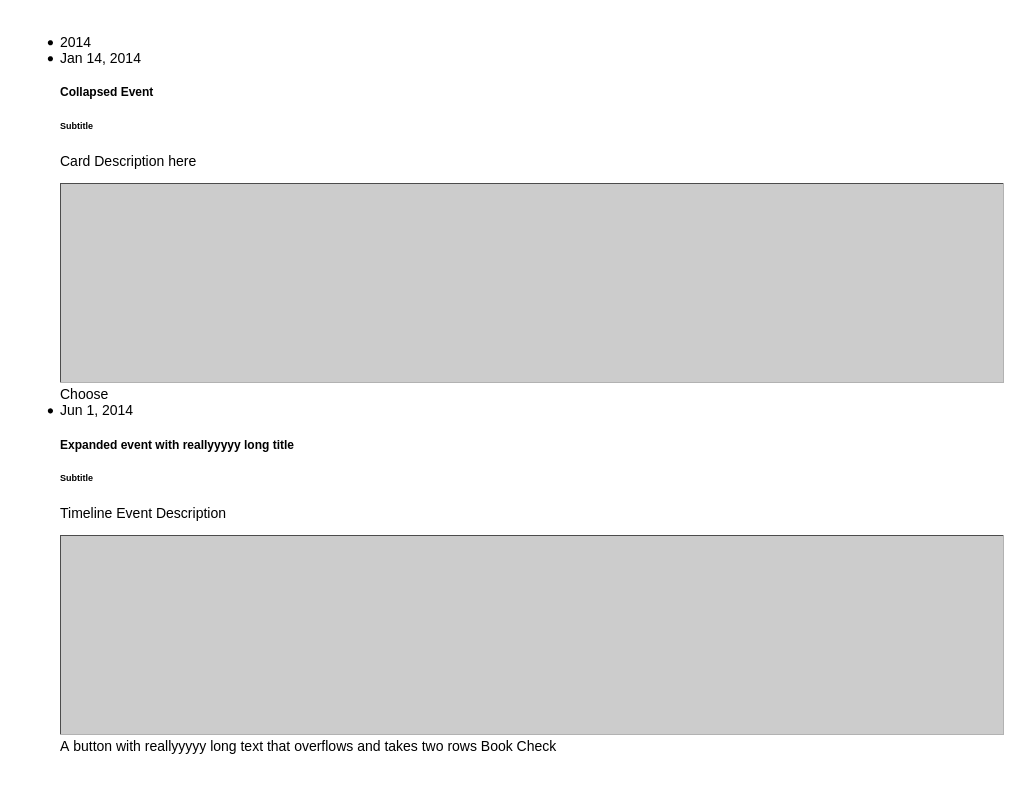 2014
Jan 14, 2014
Collapsed Event
Subtitle
Card Description here
Choose
Jun 1, 2014
Expanded event with reallyyyyy long title
Subtitle
Timeline Event Description
A button with reallyyyyy long text that overflows and takes two rows Book Check